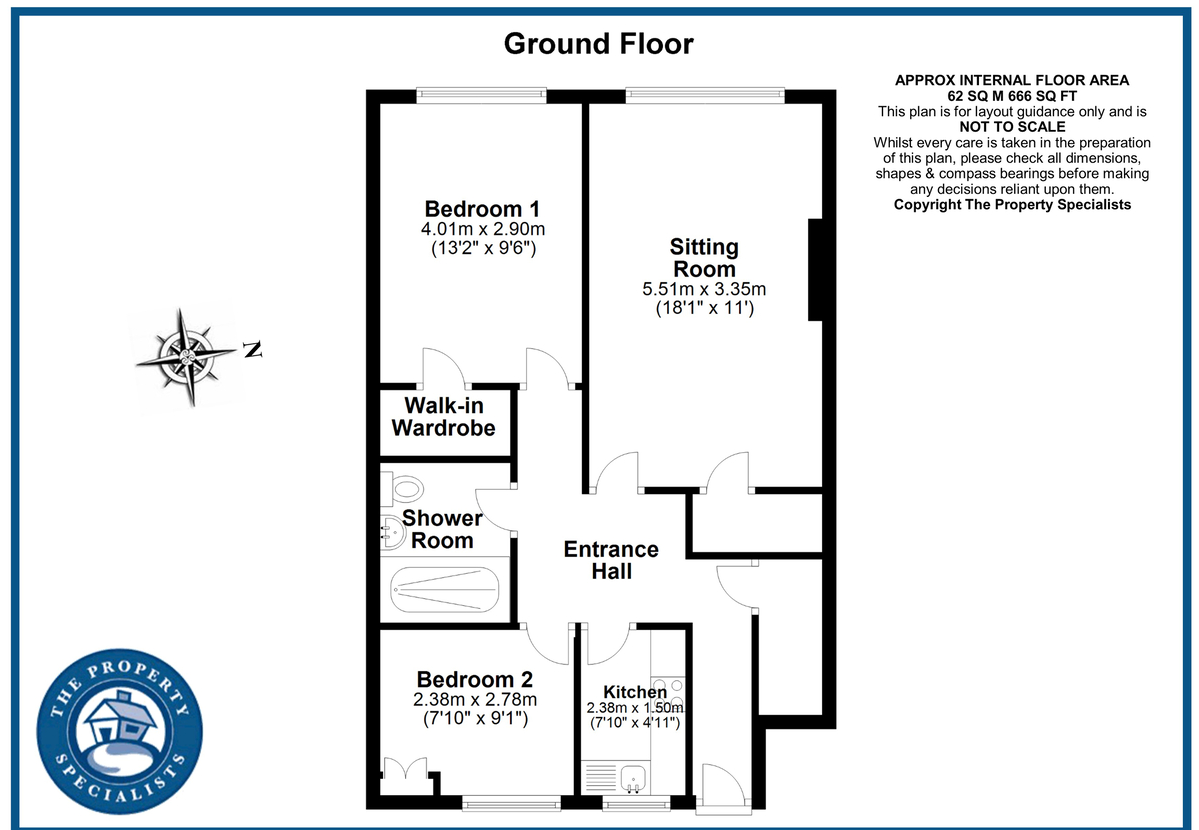 Ground Floor
APPROX INTERNAL FLOOR AREA
62 SQ M 666 SQ FT
This plan is for layout guidance only and is
NOT TO SCALE
Whilst every care is taken in the preparation
of this plan, please check all dimensions,
shapes & compass bearings before making
any decisions reliant upon them.
Copyright The Property Specialists
Bedroom 1
4.01m x 2.90m
(13'2" x 9'6")
Sitting
Room
5.51m x 3.35m
(18'1" x 11')
N
Walk-in
Wardrobe
Shower
Room
Entrance
Hall
Bedroom 2
2.38m x 2.78m
(7'10" x 9'1")
Kitchen
2.38m x 1.50m
(7'10" x 4'11")
THE PROPERTY
SPECIALISTS